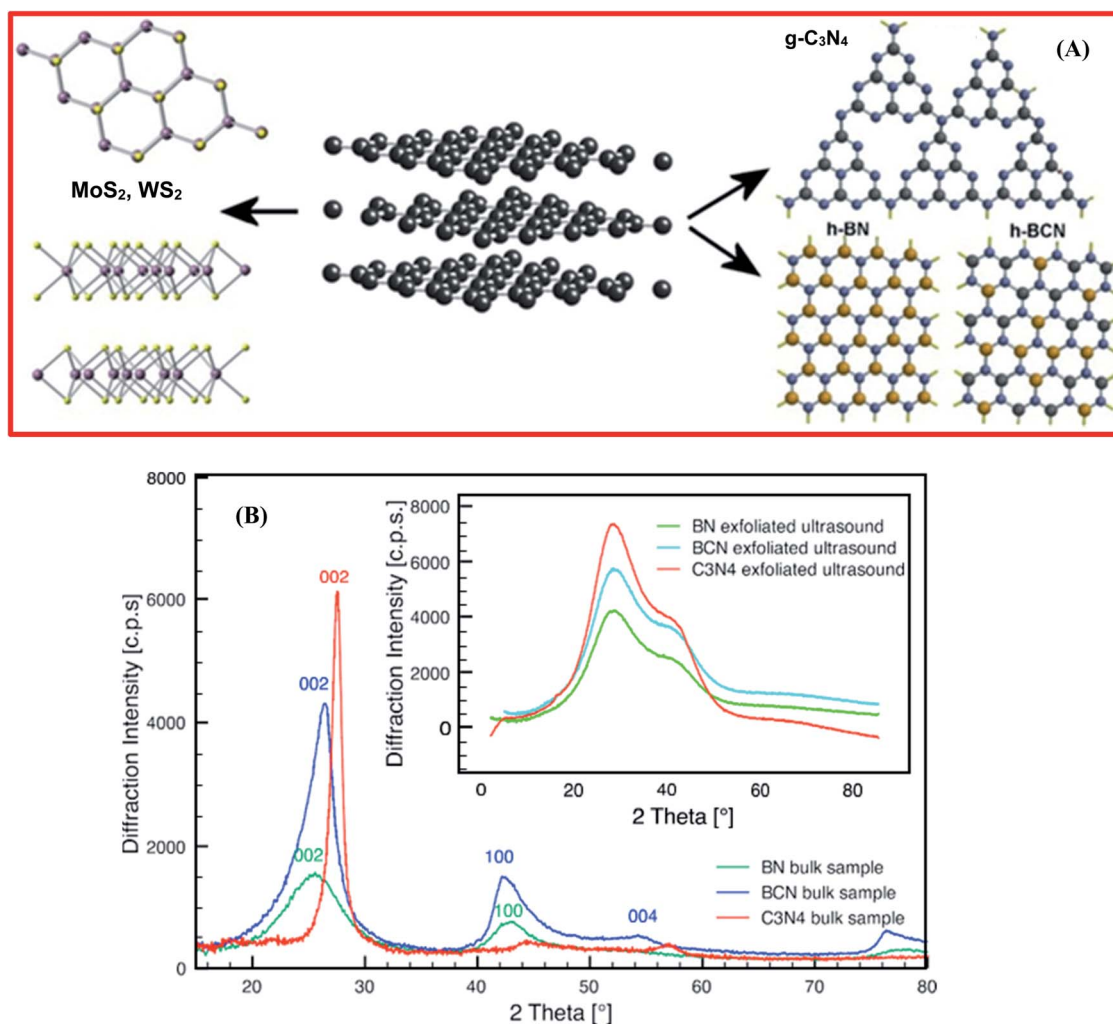 g-C₃N₄
(A)
MoS₂, WS₂
h-BN
h-BCN
(B)
Diffraction Intensity [c.p.s]
8000
6000
4000
2000
0
20
30
40
50
60
70
80
2 Theta [°]
002
002
002
100
100
004
BN bulk sample
BCN bulk sample
C3N4 bulk sample
Diffraction Intensity [c.p.s.]
8000
6000
4000
2000
0
0
20
40
60
80
2 Theta [°]
BN exfoliated ultrasound
BCN exfoliated ultrasound
C3N4 exfoliated ultrasound